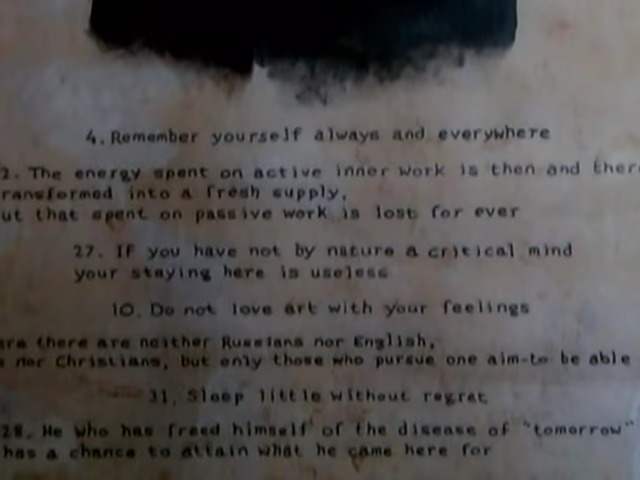 4. Remember yourself always and everywhere
2. The energy spent on active inner work is then and there
ransformed into a fresh supply,
ut that spent on passive work is lost for ever
27. If you have not by nature a critical mind
your staying here is useless
10. Do not love art with your feelings
ere there are neither Russians nor English,
s nor Christians, but only those who pursue one aim-to be able
31. Sleep little without regret
28. He who has freed himself of the disease of "tomorrow"
has a chance to attain what he came here for